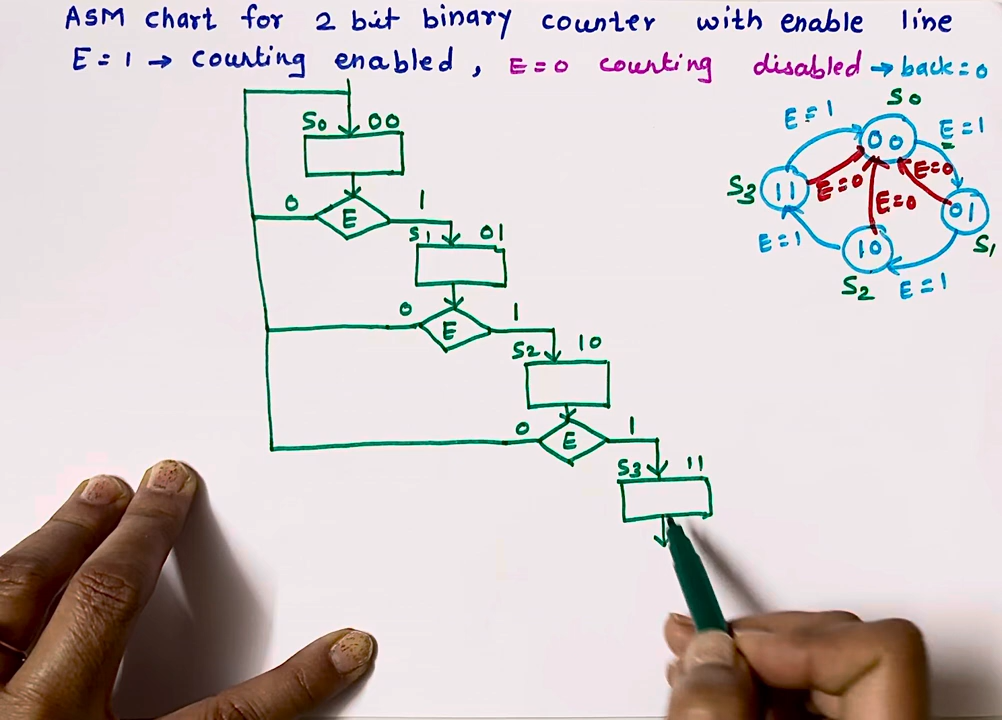 ASM chart for 2 bit binary counter with enable line
E = 1 → counting enabled, E = 0 counting disabled → back = 0
S0 00
0 E 1
S1 01
0 E 1
S2 10
0 E 1
S3 11
S0
E = 1 00 E = 1
S3 11 E = 0 E = 0 E = 0 01 S1
E = 1 10 E = 1
S2